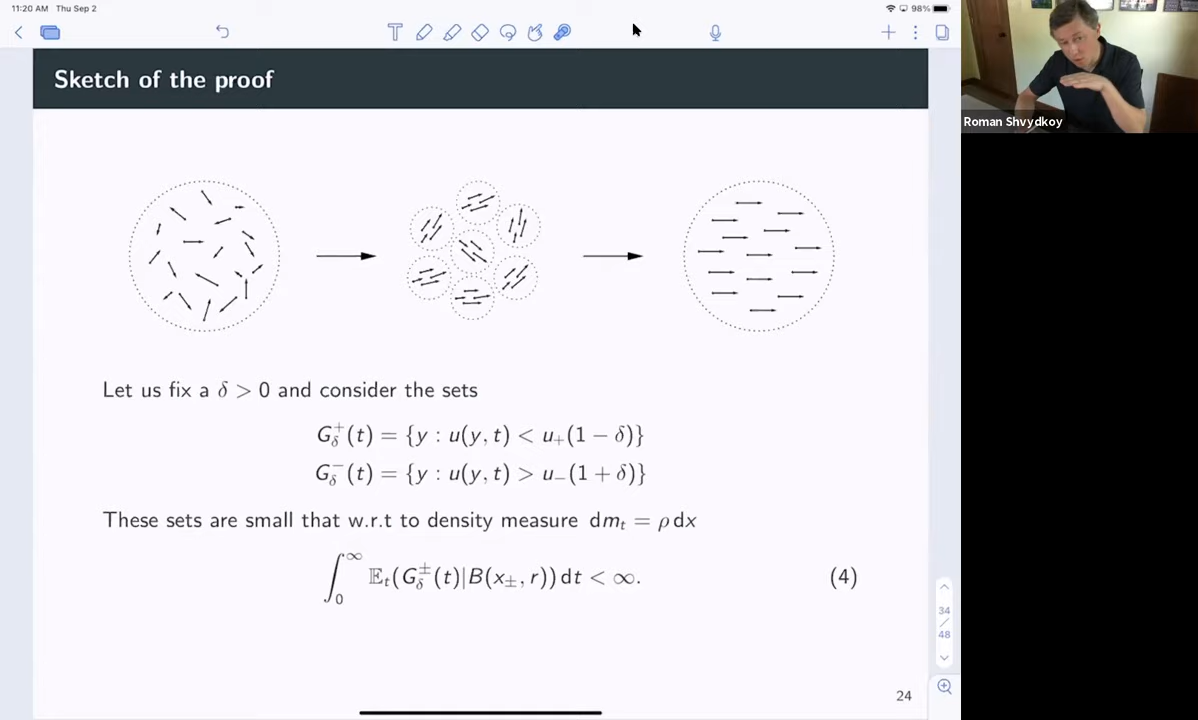 11:20 AM Thu Sep 2
98%
Sketch of the proof
Roman Shvydkoy
Let us fix a δ > 0 and consider the sets
G_δ^+(t) = {y : u(y, t) < u_+(1 − δ)}
G_δ^−(t) = {y : u(y, t) > u_−(1 + δ)}
These sets are small that w.r.t to density measure dm_t = ρ dx
∫_0^∞ 𝔼_t(G_δ^±(t)|B(x_±, r)) dt < ∞. (4)
34
/
48
24